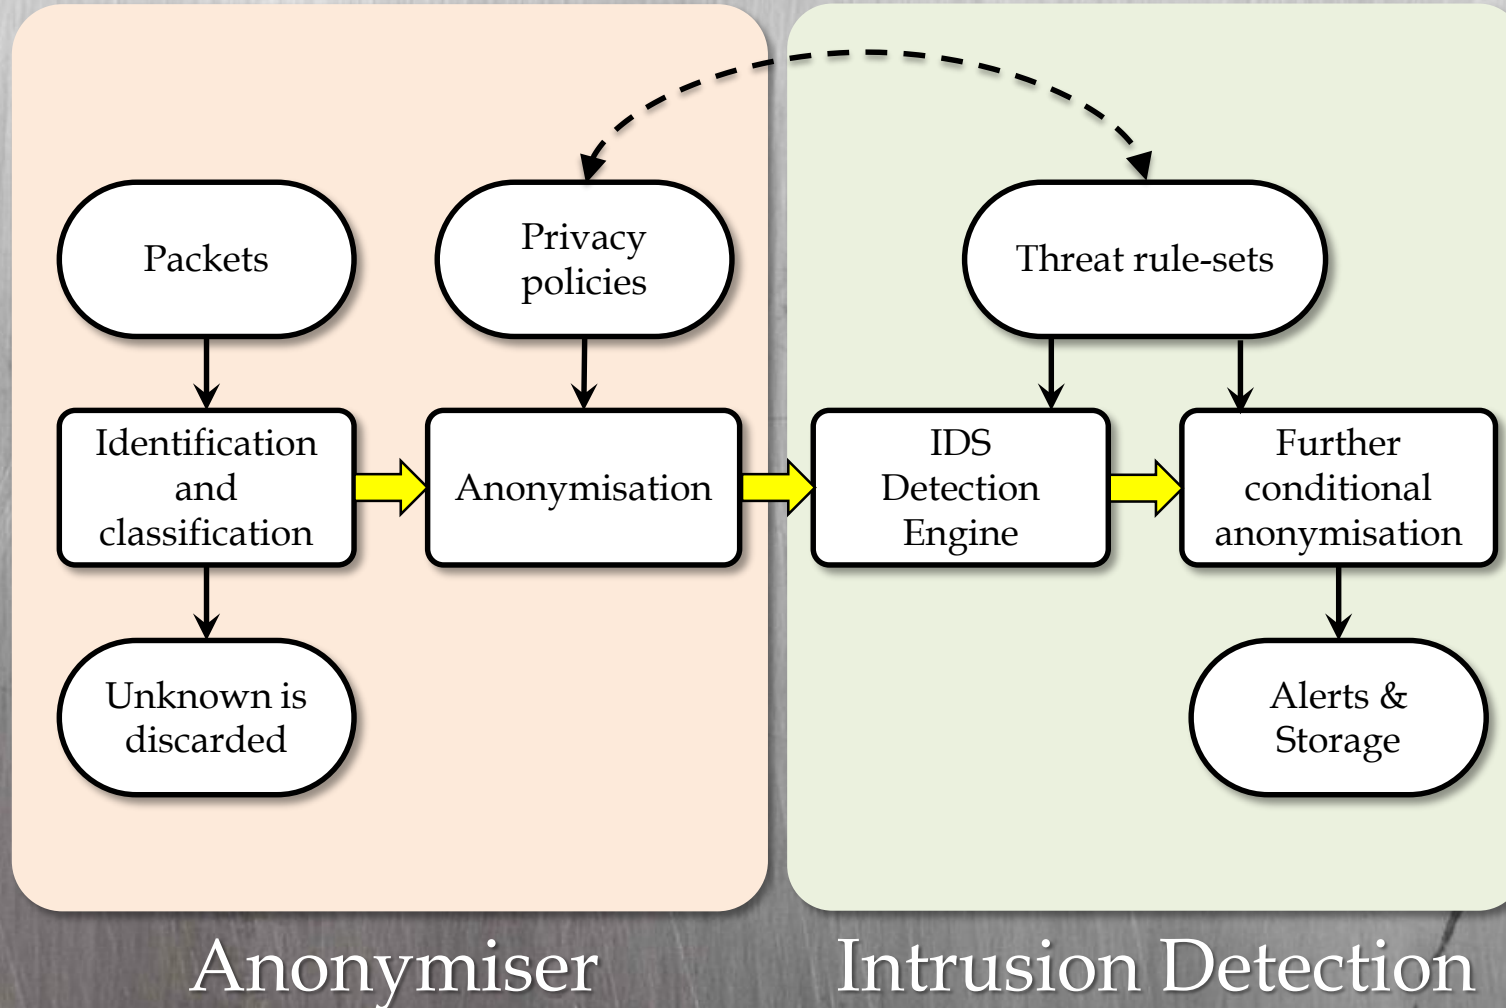 Packets
Privacy
policies
Threat rule-sets
Identification
and
classification
Anonymisation
IDS
Detection
Engine
Further
conditional
anonymisation
Unknown is
discarded
Alerts &
Storage
Anonymiser
Intrusion Detection